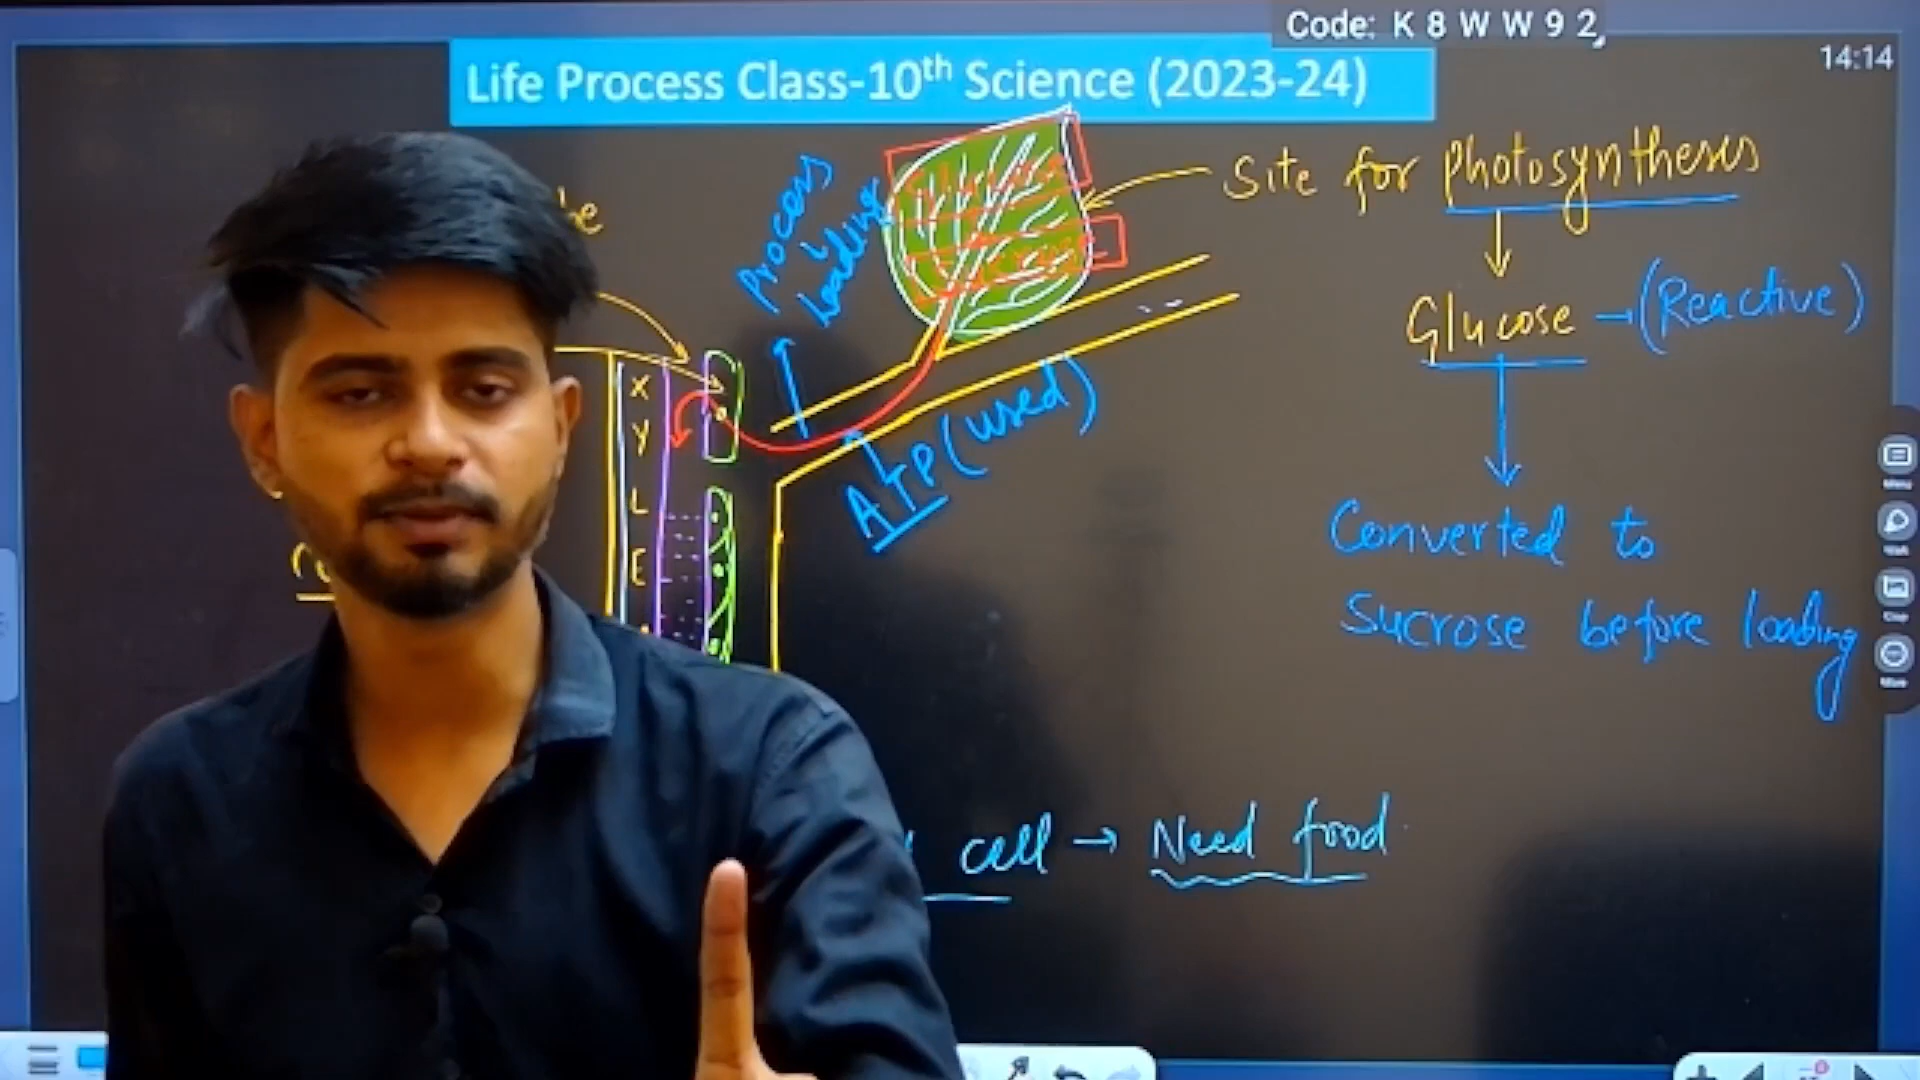 Code: K 8 W W 9 2
14:14
Life Process Class-10th Science (2023-24)
Process
Loading
Site for Photosynthesis
Glucose → (Reactive)
ATP (used)
X
Y
L
E
Converted to
Sucrose before loading
cell → Need food